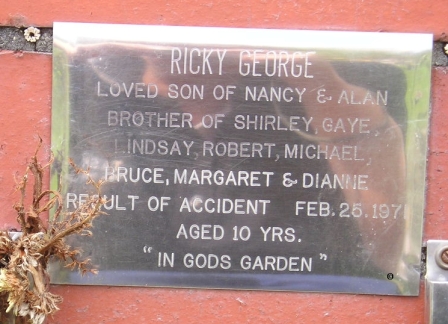 RICKY GEORGE
LOVED SON OF NANCY & ALAN
BROTHER OF SHIRLEY, GAYE,
LINDSAY, ROBERT, MICHAEL,
BRUCE, MARGARET & DIANNE
RESULT OF ACCIDENT FEB. 25. 1971
AGED 10 YRS.
"IN GODS GARDEN"